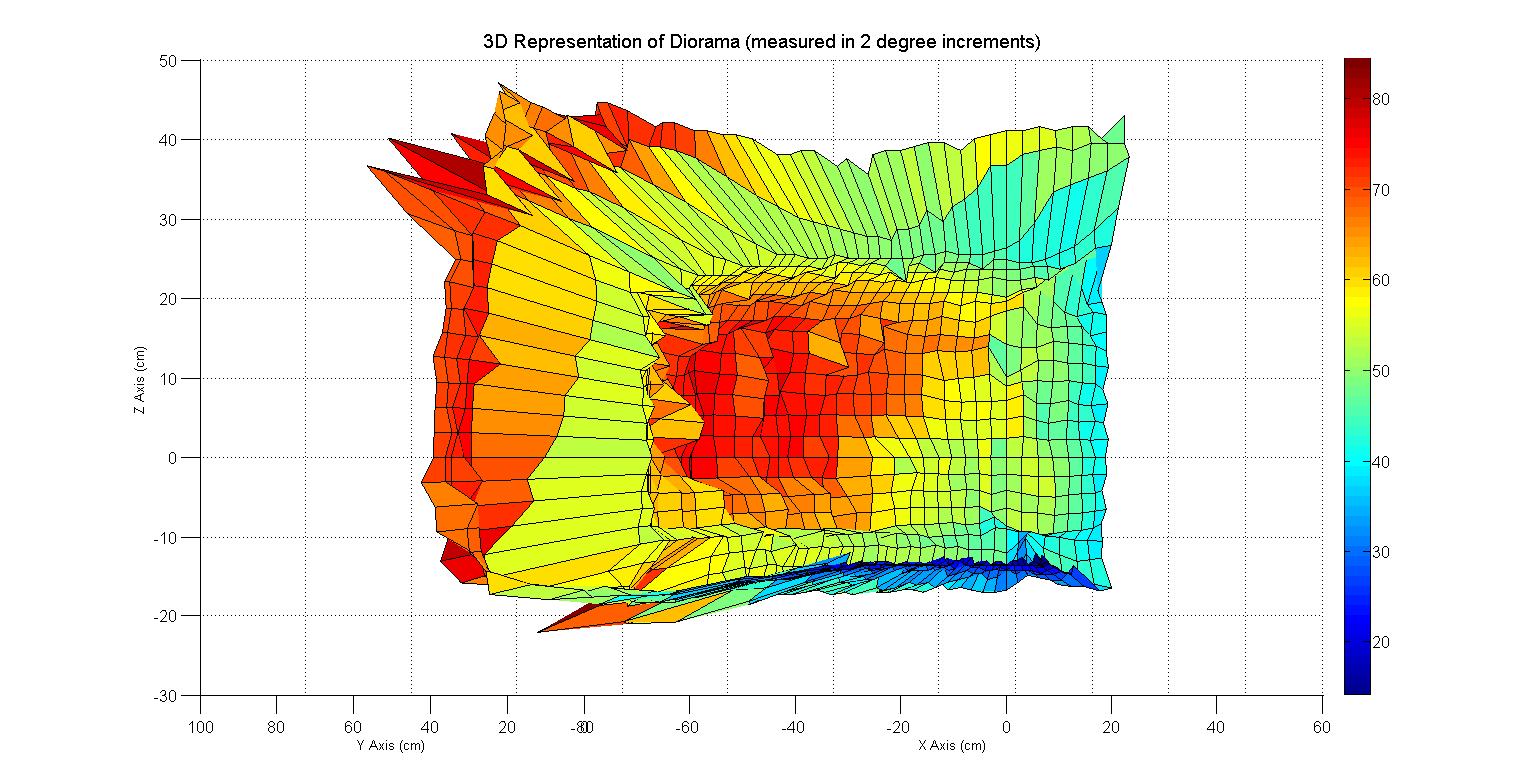 3D Representation of Diorama (measured in 2 degree increments)
50
40
30
20
10
0
-10
-20
-30
Z Axis (cm)
80
70
60
50
40
30
20
100 80 60 40 20 0
-80 -60 -40 -20 0 20 40 60
Y Axis (cm)
X Axis (cm)